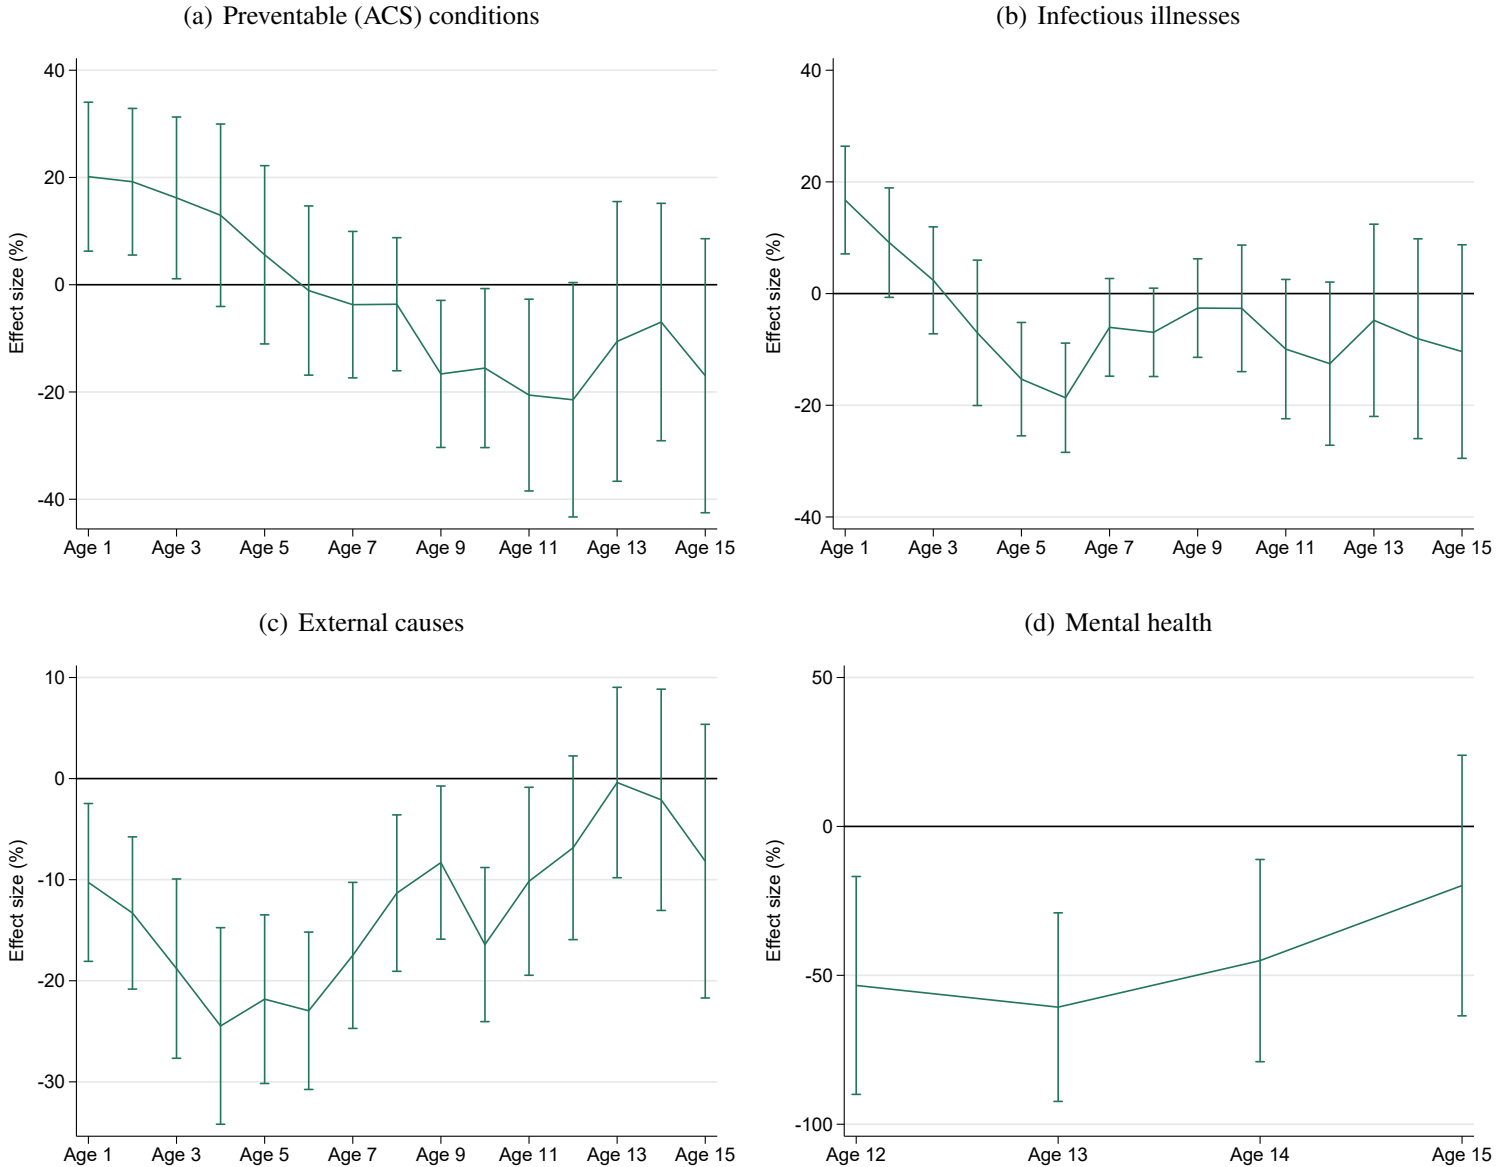 (a) Preventable (ACS) conditions
Effect size (%)
40
20
0
-20
-40
Age 1 Age 3 Age 5 Age 7 Age 9 Age 11 Age 13 Age 15
(b) Infectious illnesses
Effect size (%)
40
20
0
-20
-40
Age 1 Age 3 Age 5 Age 7 Age 9 Age 11 Age 13 Age 15
(c) External causes
Effect size (%)
10
0
-10
-20
-30
Age 1 Age 3 Age 5 Age 7 Age 9 Age 11 Age 13 Age 15
(d) Mental health
Effect size (%)
50
0
-50
-100
Age 12 Age 13 Age 14 Age 15